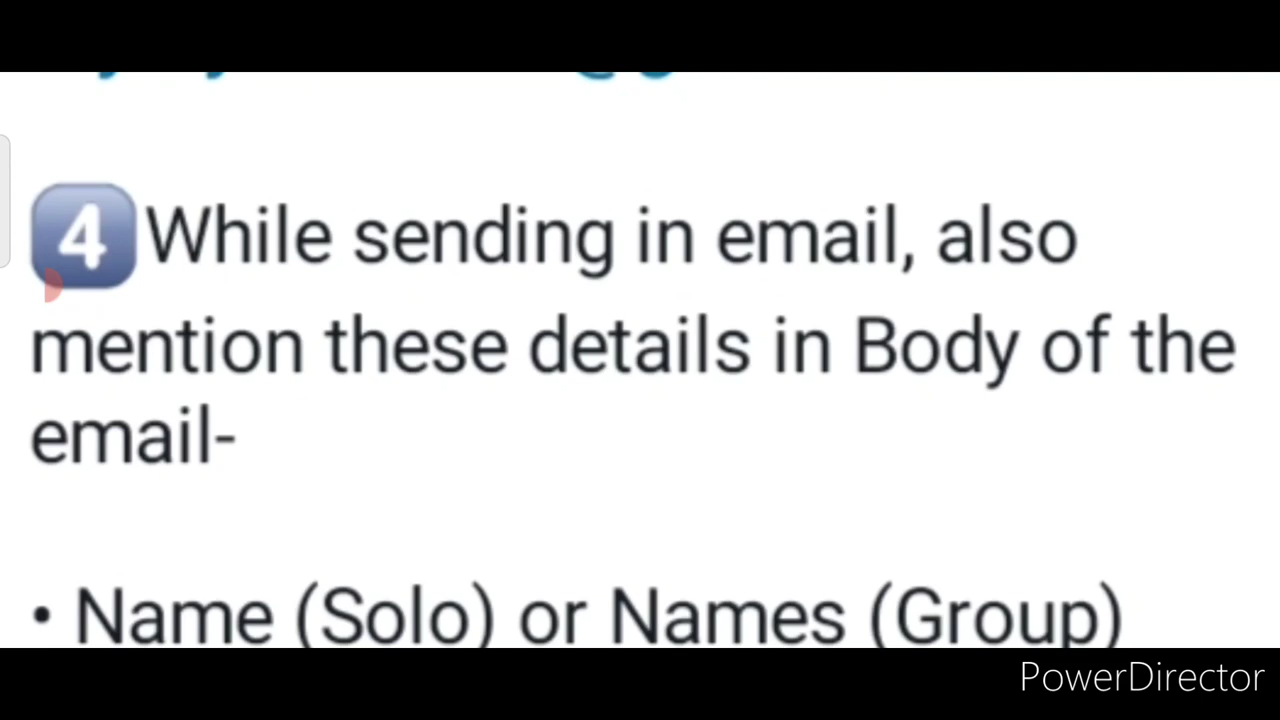 4 While sending in email, also
mention these details in Body of the
email-
• Name (Solo) or Names (Group)
PowerDirector